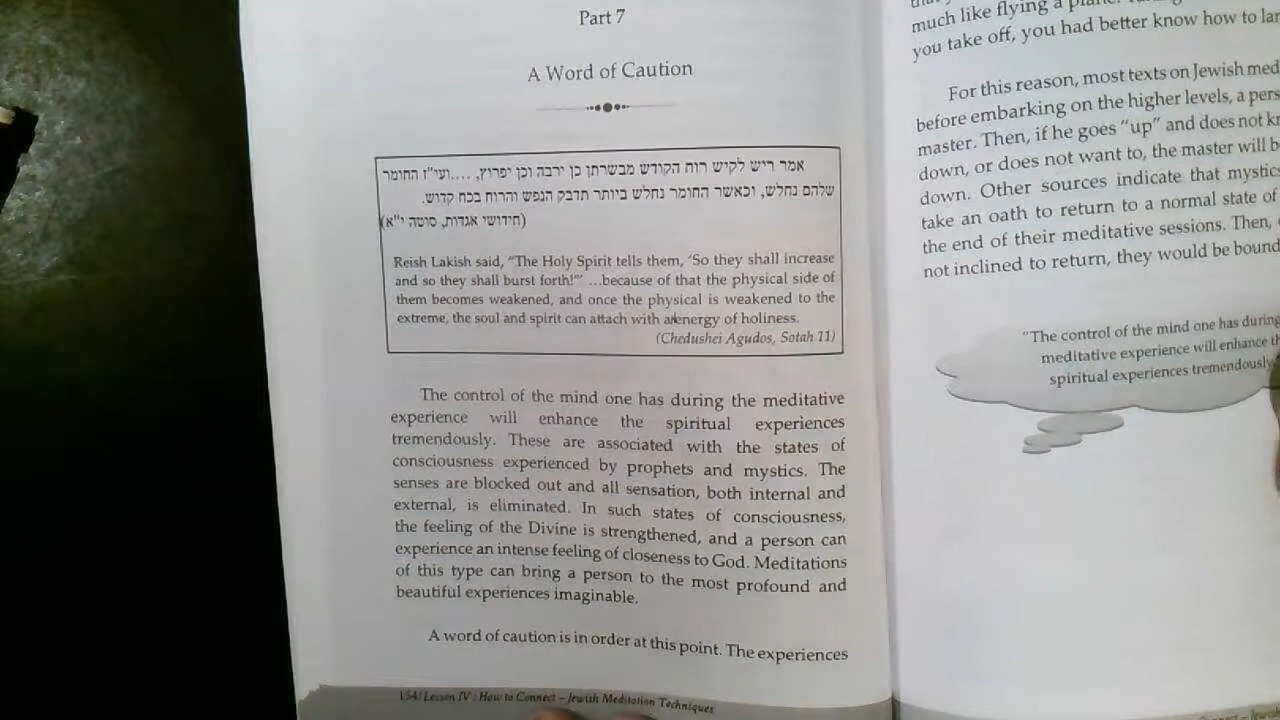 Part 7
A Word of Caution
אמר ריש לקיש רוח הקודש מבשרתן כן ירבה וכן יפרוץ, ....ועי"ז החומר
שלהם נחלש, וכאשר החומר נחלש ביותר תדבק הנפש והרוח בכח קדוש.
(חידושי אגדות, סוטה י"א)
Reish Lakish said, "The Holy Spirit tells them, 'So they shall increase
and so they shall burst forth!'" ...because of that the physical side of
them becomes weakened, and once the physical is weakened to the
extreme, the soul and spirit can attach with a energy of holiness.
(Chedushei Agudos, Sotah 11)
The control of the mind one has during the meditative
experience will enhance the spiritual experiences
tremendously. These are associated with the states of
consciousness experienced by prophets and mystics. The
senses are blocked out and all sensation, both internal and
external, is eliminated. In such states of consciousness,
the feeling of the Divine is strengthened, and a person can
experience an intense feeling of closeness to God. Meditations
of this type can bring a person to the most profound and
beautiful experiences imaginable.
A word of caution is in order at this point. The experiences
154/ Lesson IV : How to Connect – Jewish Meditation Techniques
much like flying a plane.
you take off, you had better know how to
For this reason, most texts on Jewish
before embarking on the higher levels, a
master. Then, if he goes "up" and does not
down, or does not want to, the master will
down. Other sources indicate that
take an oath to return to a normal state of
the end of their meditative sessions. Then,
not inclined to return, they would be
"The control of the mind one has during
meditative experience will enhance
spiritual experiences tremendously